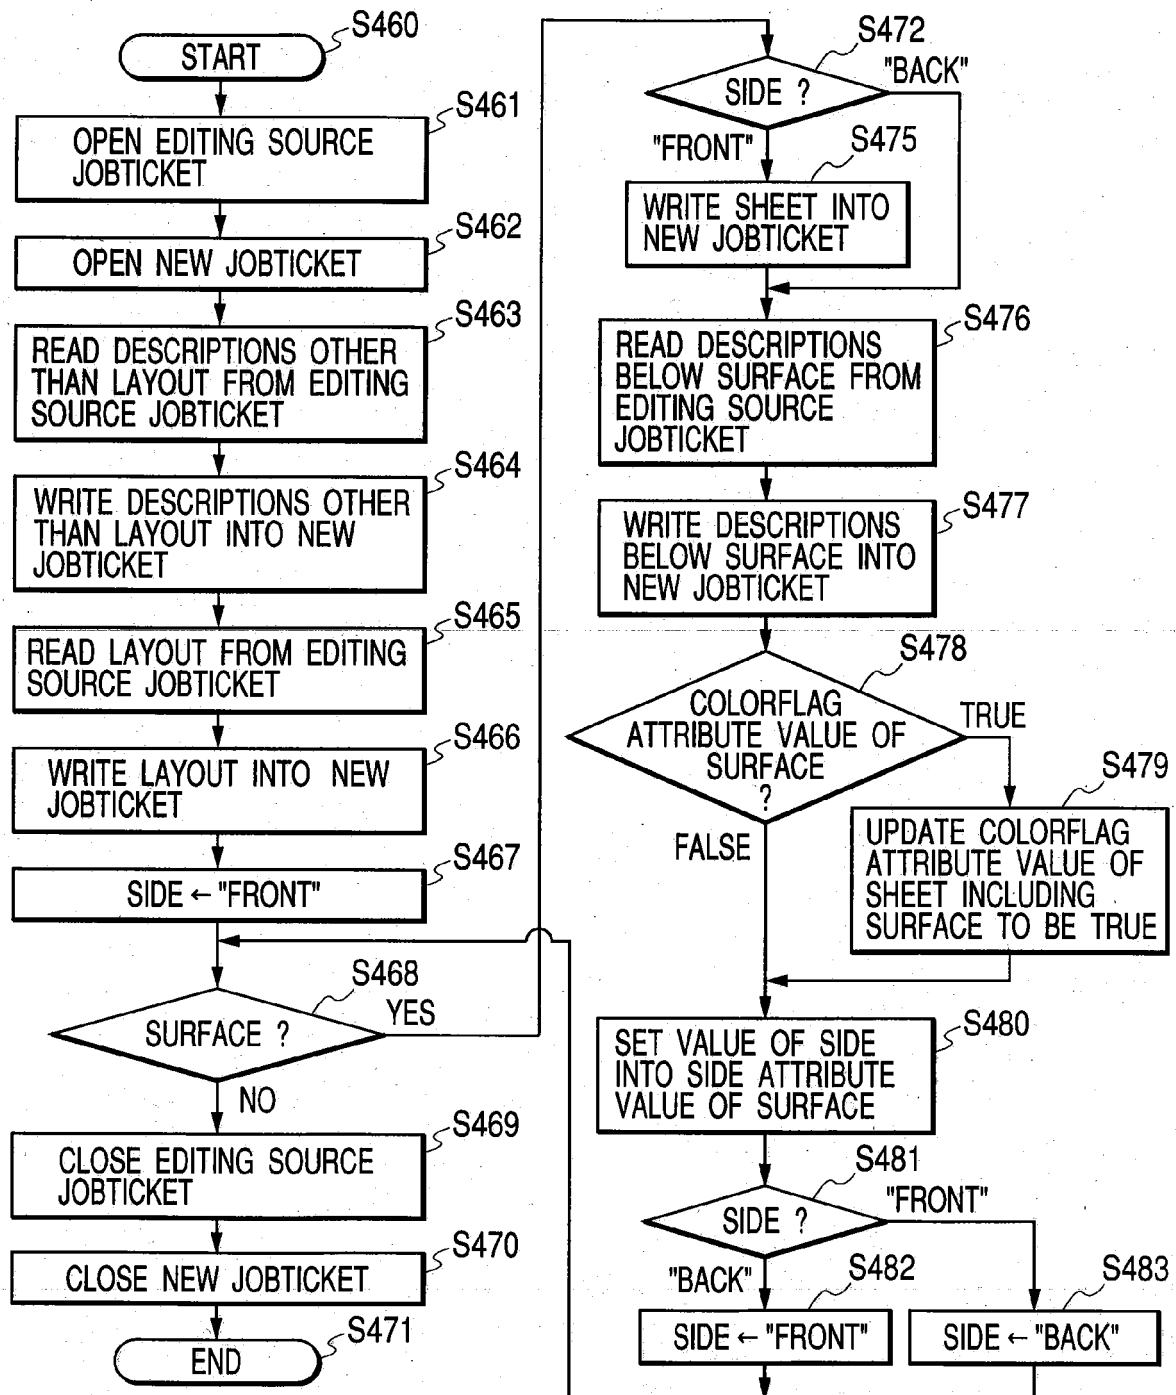 S460
START
S461
OPEN EDITING SOURCE
JOBTICKET
S462
OPEN NEW JOBTICKET
S463
READ DESCRIPTIONS OTHER
THAN LAYOUT FROM EDITING
SOURCE JOBTICKET
S464
WRITE DESCRIPTIONS OTHER
THAN LAYOUT INTO NEW
JOBTICKET
S465
READ LAYOUT FROM EDITING
SOURCE JOBTICKET
S466
WRITE LAYOUT INTO NEW
JOBTICKET
S467
SIDE ← "FRONT"
S468
SURFACE ?
YES
NO
S469
CLOSE EDITING SOURCE
JOBTICKET
S470
CLOSE NEW JOBTICKET
S471
END
S472
SIDE ?
"BACK"
"FRONT"
S475
WRITE SHEET INTO
NEW JOBTICKET
S476
READ DESCRIPTIONS
BELOW SURFACE FROM
EDITING SOURCE
JOBTICKET
S477
WRITE DESCRIPTIONS
BELOW SURFACE INTO
NEW JOBTICKET
S478
COLORFLAG
ATTRIBUTE VALUE OF
SURFACE
?
TRUE
FALSE
S479
UPDATE COLORFLAG
ATTRIBUTE VALUE OF
SHEET INCLUDING
SURFACE TO BE TRUE
S480
SET VALUE OF SIDE
INTO SIDE ATTRIBUTE
VALUE OF SURFACE
S481
SIDE ?
"FRONT"
"BACK"
S482
SIDE ← "FRONT"
S483
SIDE ← "BACK"